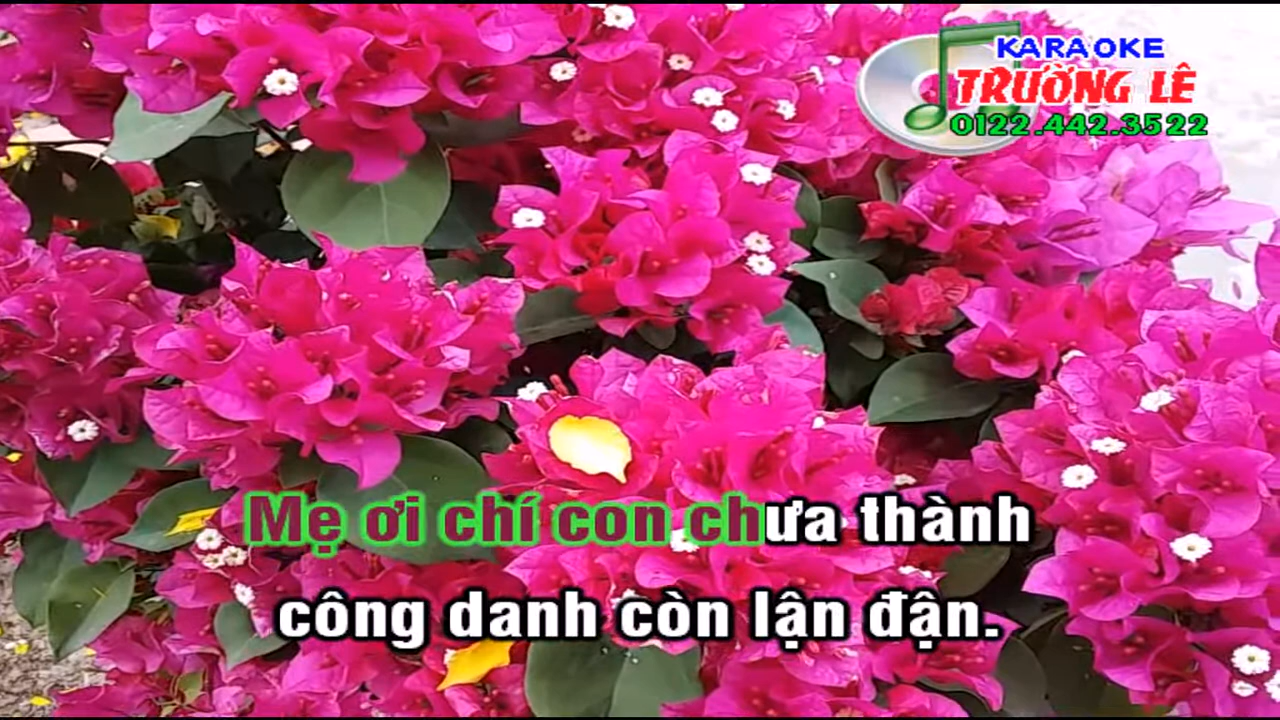 KARAOKE
TRƯỜNG LÊ
0122.442.3522
Mẹ ơi chí con chưa thành
công danh còn lận đận.